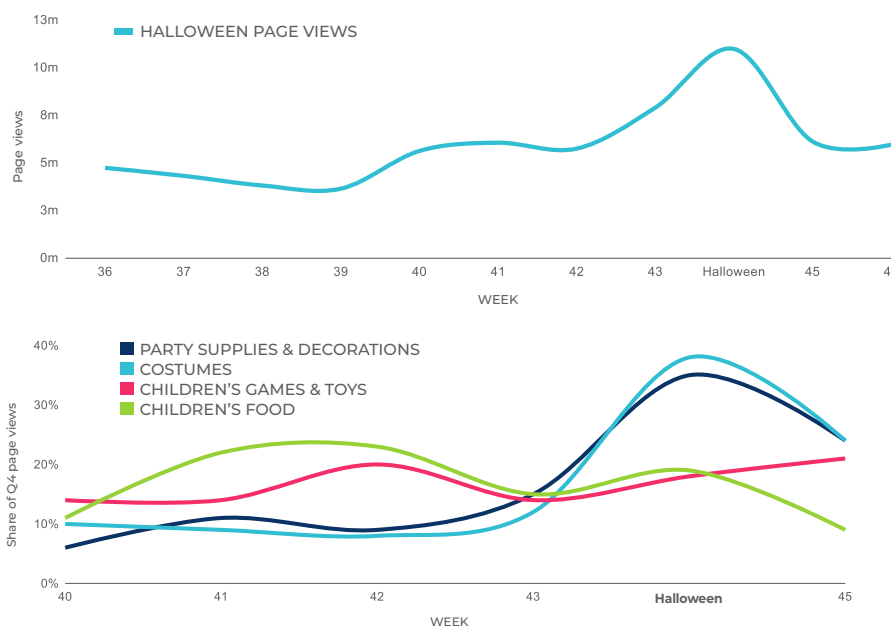 13m
HALLOWEEN PAGE VIEWS
10m
8m
5m
3m
0m
Page views
36 37 38 39 40 41 42 43 Halloween 45
WEEK
40%
PARTY SUPPLIES & DECORATIONS
COSTUMES
CHILDREN'S GAMES & TOYS
CHILDREN'S FOOD
30%
20%
10%
0%
Share of Q4 page views
40 41 42 43 Halloween 45
WEEK